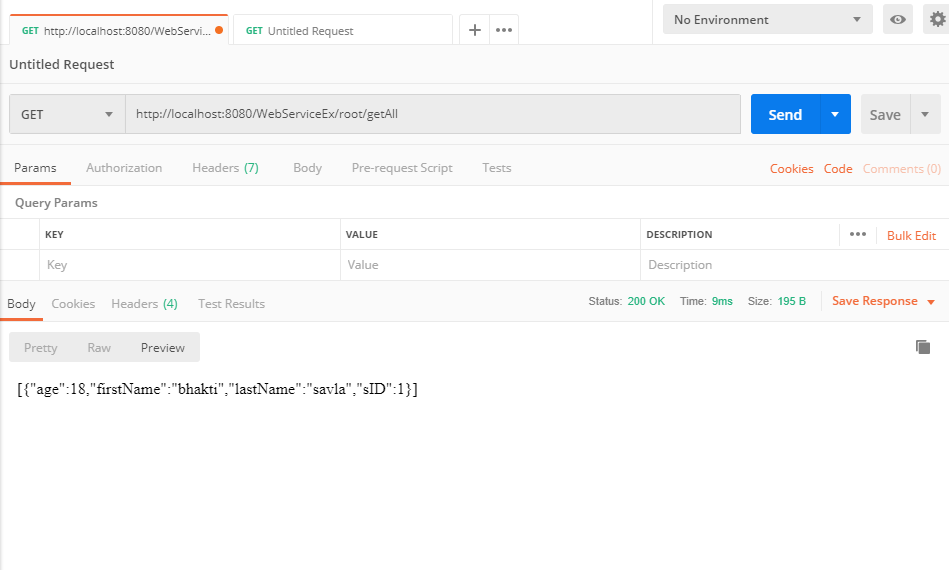 GET http://localhost:8080/WebServi... GET Untitled Request No Environment
Untitled Request
GET http://localhost:8080/WebServiceEx/root/getAll Send Save
Params Authorization Headers (7) Body Pre-request Script Tests Cookies Code Comments (0)
Query Params
KEY VALUE DESCRIPTION Bulk Edit
Key Value Description
Body Cookies Headers (4) Test Results Status: 200 OK Time: 9ms Size: 195 B Save Response
Pretty Raw Preview
[{"age":18,"firstName":"bhakti","lastName":"savla","sID":1}]